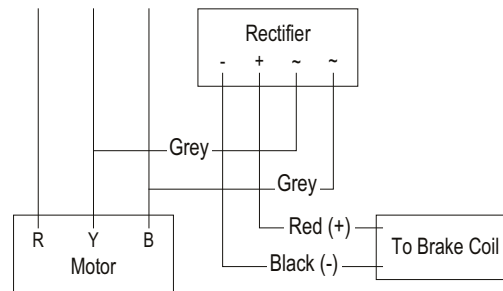 Rectifier
- + ~ ~
Grey
Grey
Red (+)
Black (-)
To Brake Coil
R Y B
Motor